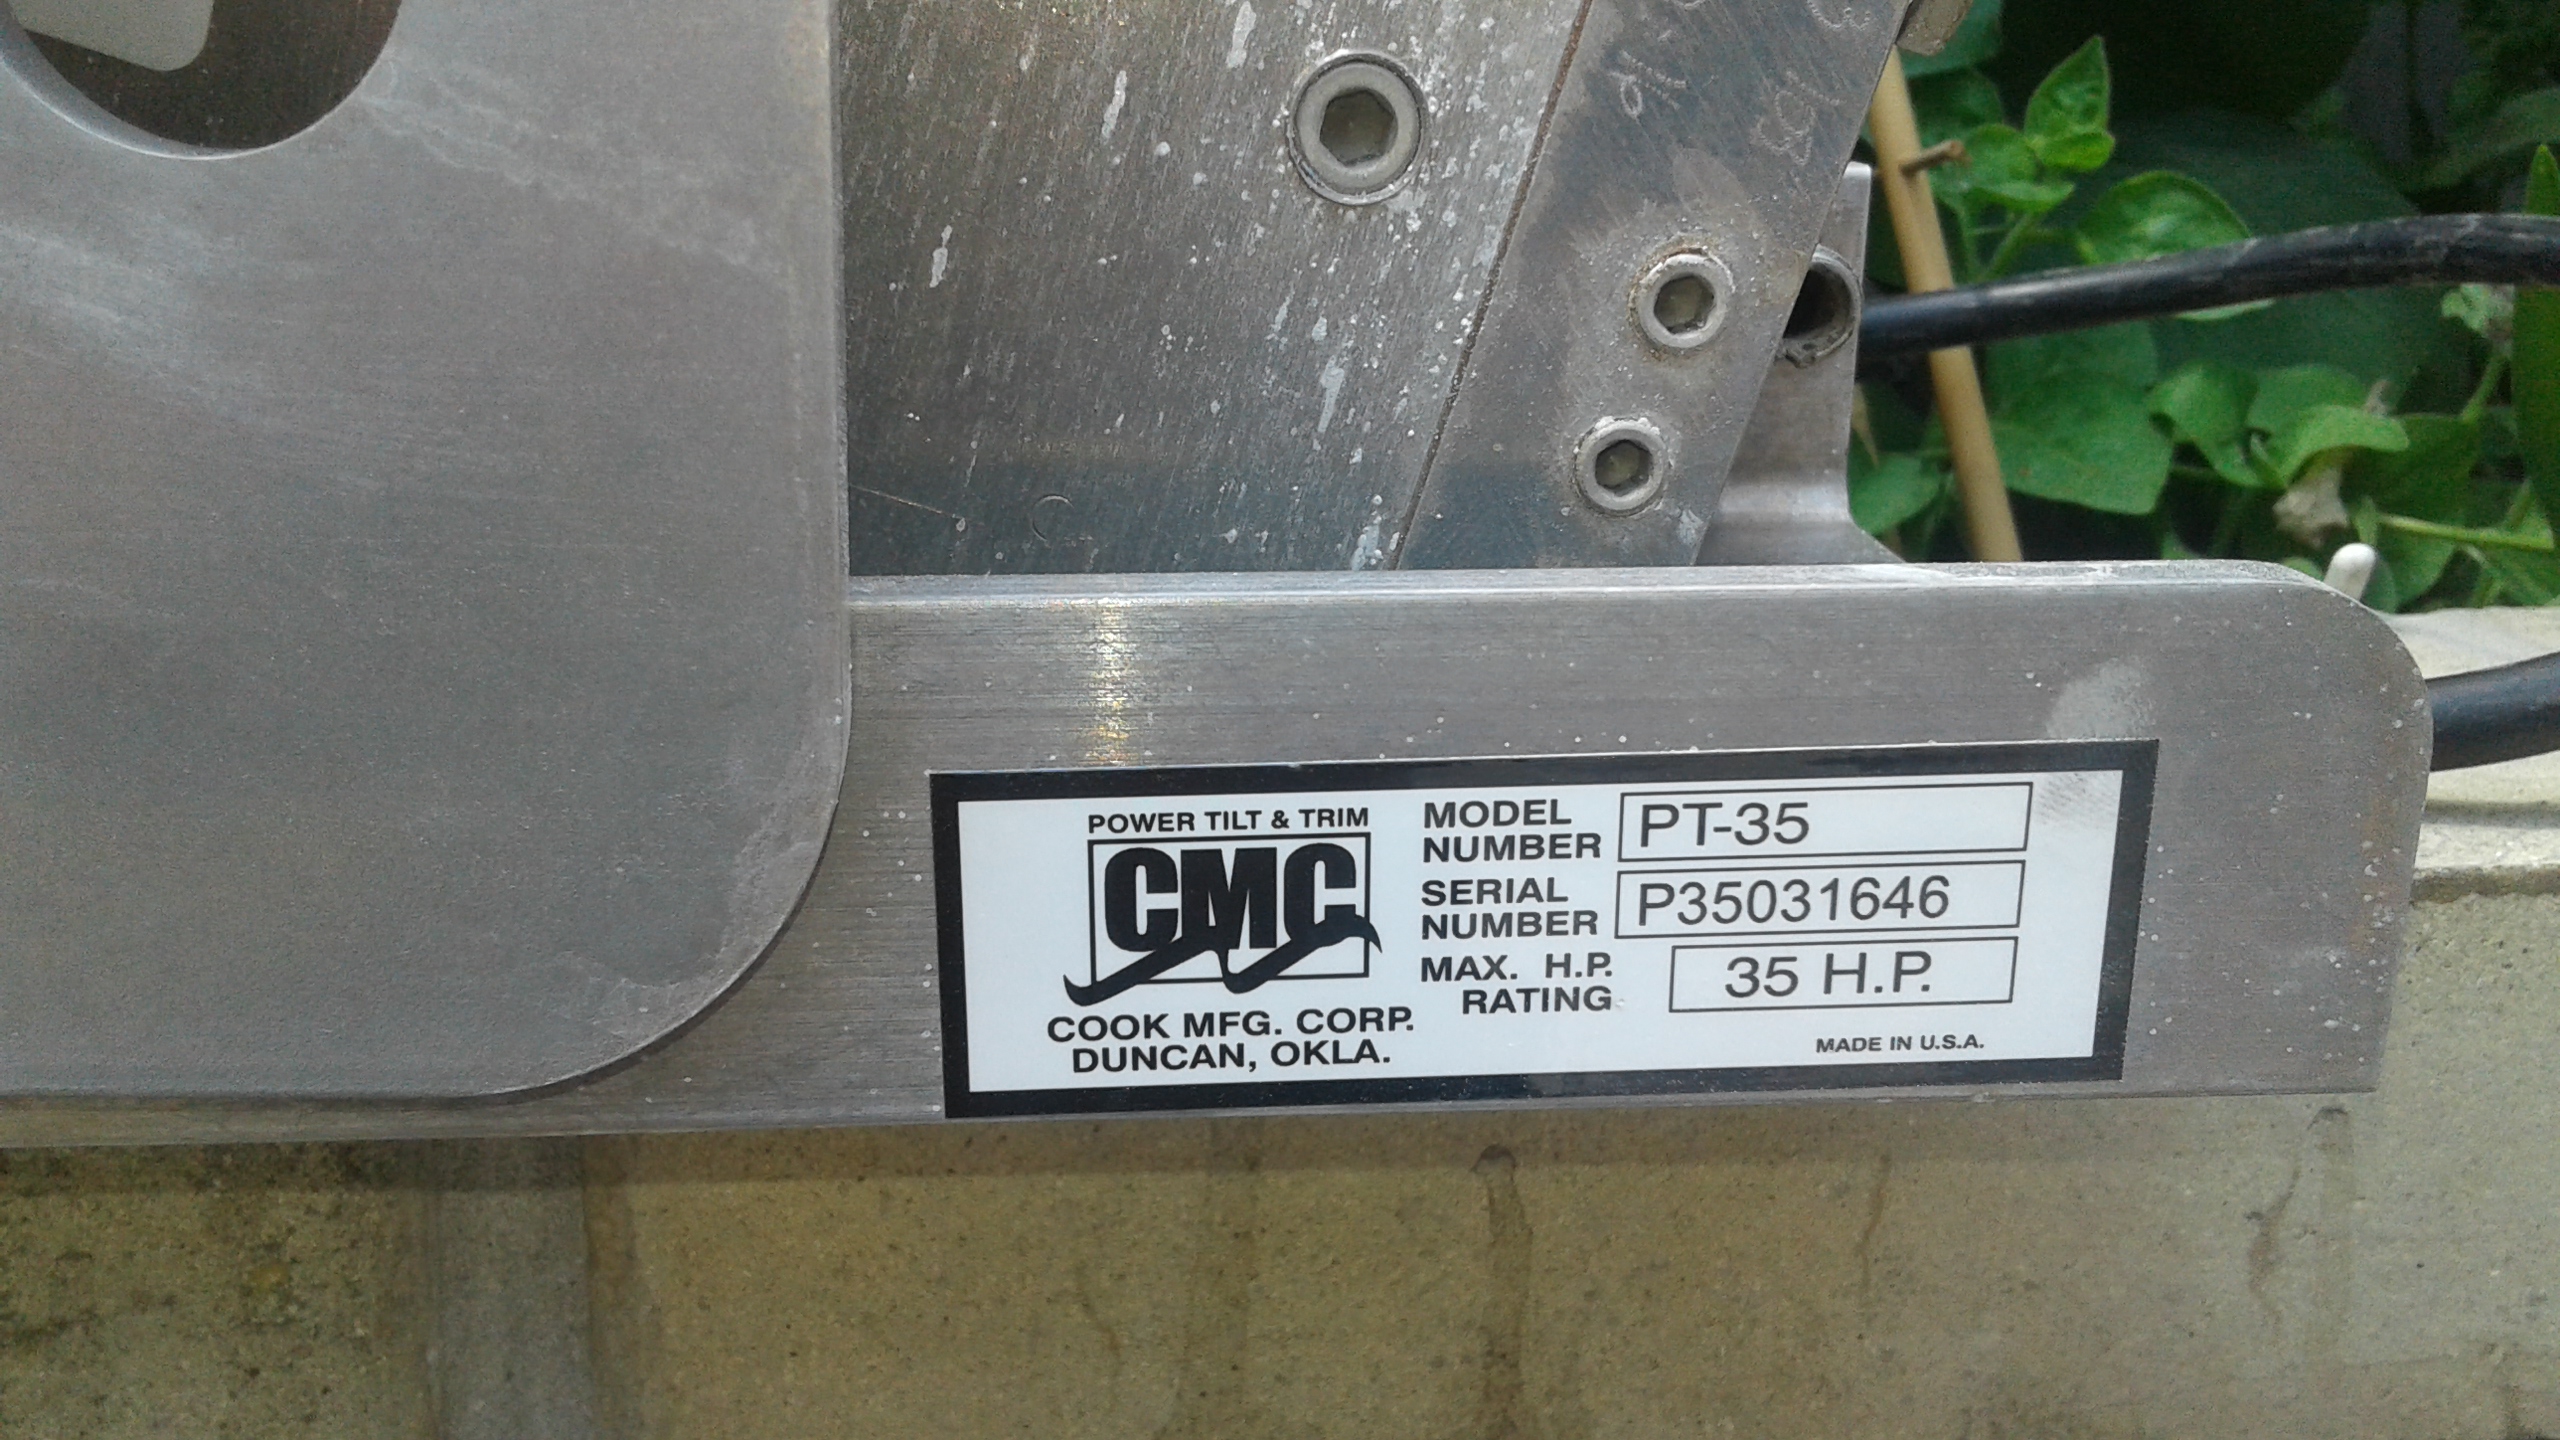 POWER TILT & TRIM
CMC
COOK MFG. CORP.
DUNCAN, OKLA.
MODEL NUMBER PT-35
SERIAL NUMBER P35031646
MAX. H.P. RATING 35 H.P.
MADE IN U.S.A.